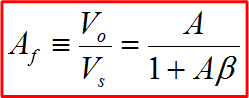 A_f ≡ V_o / V_s = A / (1 + Aβ)